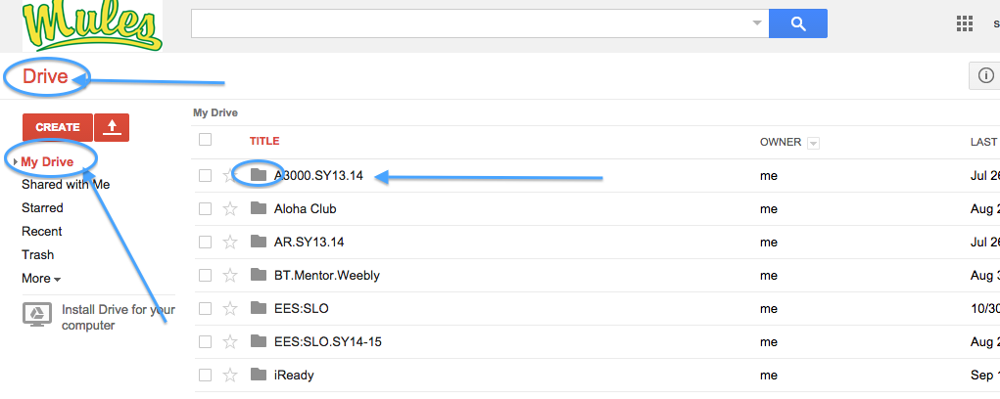 Mules
S
Drive
CREATE
My Drive
TITLE
OWNER
LAST
My Drive
Shared with Me
Starred
Recent
Trash
More
Install Drive for your
computer
A3000.SY13.14 me Jul 26
Aloha Club me Aug 2
AR.SY13.14 me Jul 26
BT.Mentor.Weebly me Aug 3
EES:SLO me 10/30
EES:SLO.SY14-15 me Aug 2
iReady me Sep 1